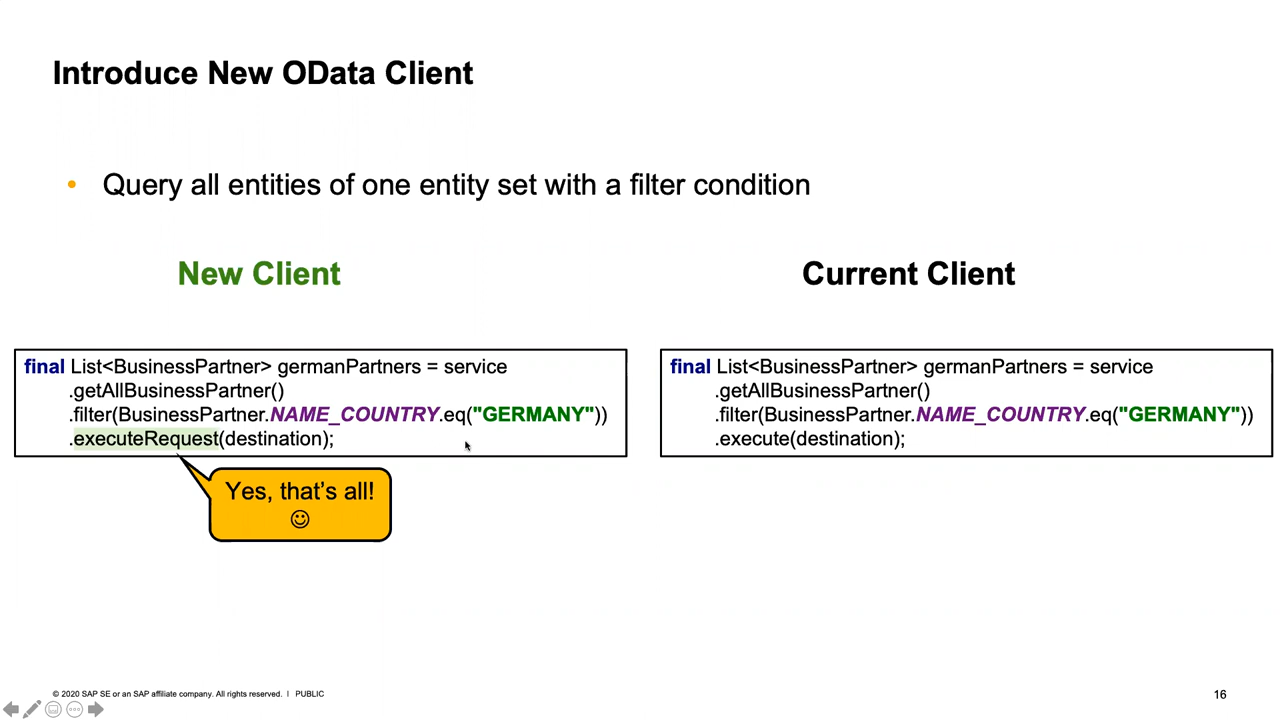 Introduce New OData Client
• Query all entities of one entity set with a filter condition
New Client
final List<BusinessPartner> germanPartners = service
.getAllBusinessPartner()
.filter(BusinessPartner.NAME_COUNTRY.eq("GERMANY"))
.executeRequest(destination);
Yes, that's all!
☺
Current Client
final List<BusinessPartner> germanPartners = service
.getAllBusinessPartner()
.filter(BusinessPartner.NAME_COUNTRY.eq("GERMANY"))
.execute(destination);
© 2020 SAP SE or an SAP affiliate company. All rights reserved. | PUBLIC
16